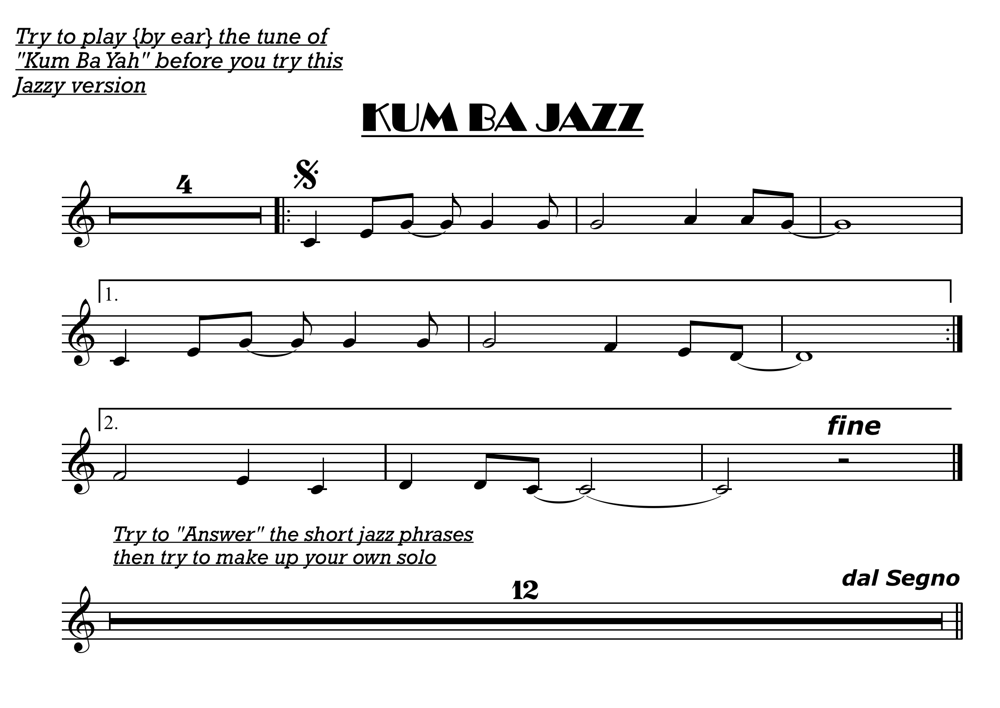 Try to play {by ear} the tune of
"Kum Ba Yah" before you try this
Jazzy version
KUM BA JAZZ
4
1.
2.
fine
Try to "Answer" the short jazz phrases
then try to make up your own solo
12
dal Segno